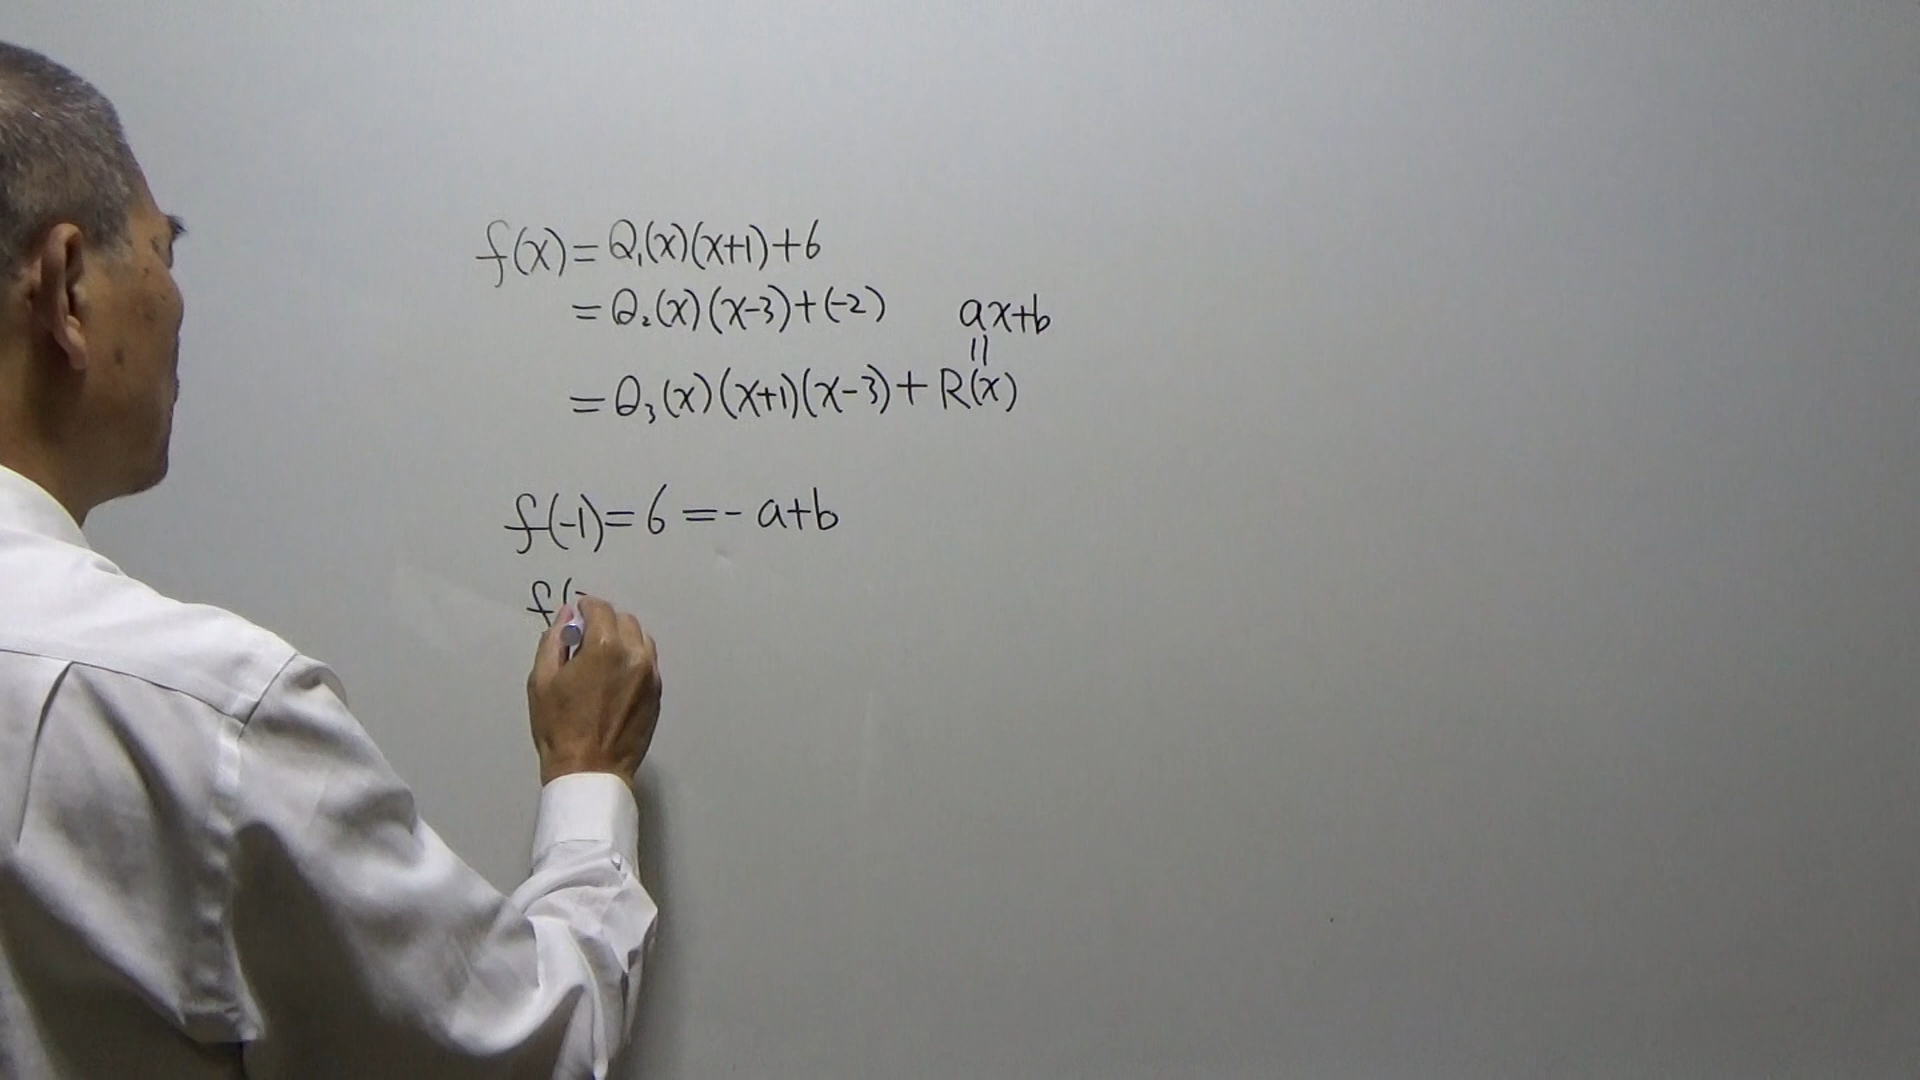 f(x) = Q₁(x)(x+1)+6
= Q₂(x)(x-3)+(-2)
ax+b
||
= Q₃(x)(x+1)(x-3)+R(x)
f(-1) = 6 = -a+b
f(